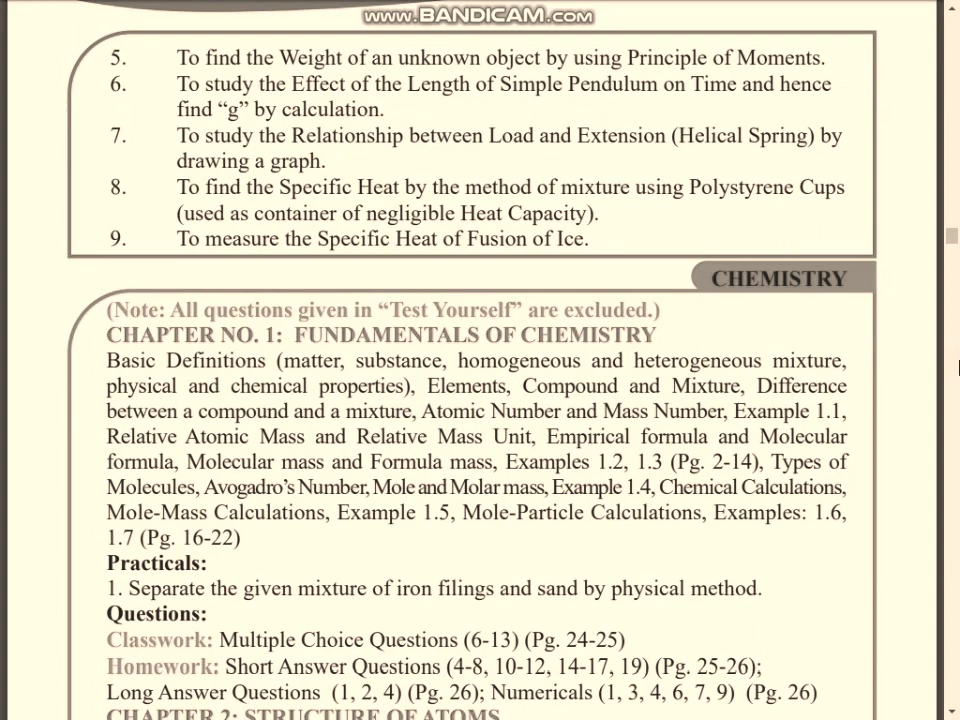 www.BANDICAM.com
5. To find the Weight of an unknown object by using Principle of Moments.
6. To study the Effect of the Length of Simple Pendulum on Time and hence
find “g” by calculation.
7. To study the Relationship between Load and Extension (Helical Spring) by
drawing a graph.
8. To find the Specific Heat by the method of mixture using Polystyrene Cups
(used as container of negligible Heat Capacity).
9. To measure the Specific Heat of Fusion of Ice.
CHEMISTRY
(Note: All questions given in “Test Yourself” are excluded.)
CHAPTER NO. 1: FUNDAMENTALS OF CHEMISTRY
Basic Definitions (matter, substance, homogeneous and heterogeneous mixture,
physical and chemical properties), Elements, Compound and Mixture, Difference
between a compound and a mixture, Atomic Number and Mass Number, Example 1.1,
Relative Atomic Mass and Relative Mass Unit, Empirical formula and Molecular
formula, Molecular mass and Formula mass, Examples 1.2, 1.3 (Pg. 2-14), Types of
Molecules, Avogadro’s Number, Mole and Molar mass, Example 1.4, Chemical Calculations,
Mole-Mass Calculations, Example 1.5, Mole-Particle Calculations, Examples: 1.6,
1.7 (Pg. 16-22)
Practicals:
1. Separate the given mixture of iron filings and sand by physical method.
Questions:
Classwork: Multiple Choice Questions (6-13) (Pg. 24-25)
Homework: Short Answer Questions (4-8, 10-12, 14-17, 19) (Pg. 25-26);
Long Answer Questions (1, 2, 4) (Pg. 26); Numericals (1, 3, 4, 6, 7, 9) (Pg. 26)
CHAPTER 2: STRUCTURE OF ATOMS